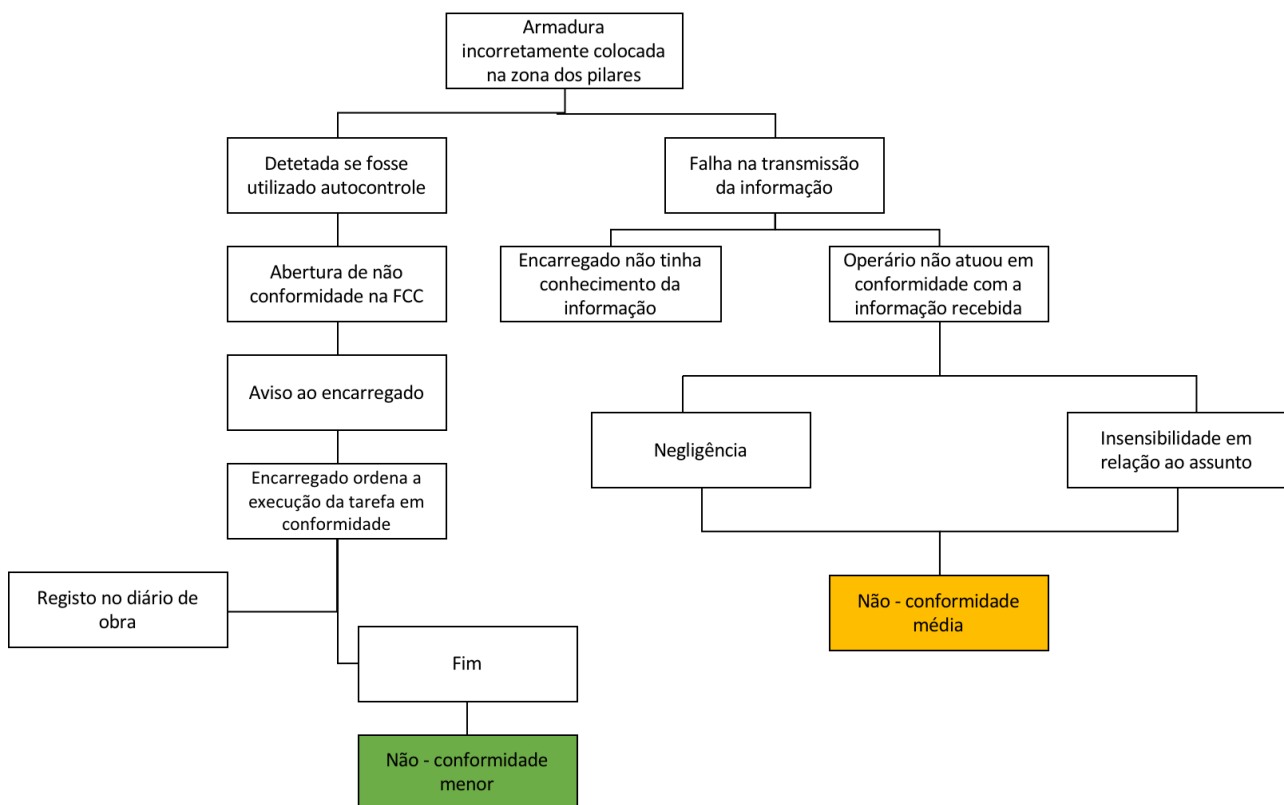 Armadura
incorretamente colocada
na zona dos pilares
Detetada se fosse
utilizado autocontrole
Falha na transmissão
da informação
Abertura de não
conformidade na FCC
Encarregado não tinha
conhecimento da
informação
Operário não atuou em
conformidade com a
informação recebida
Aviso ao encarregado
Negligência
Insensibilidade em
relação ao assunto
Encarregado ordena a
execução da tarefa em
conformidade
Registo no diário de
obra
Não - conformidade
média
Fim
Não - conformidade
menor